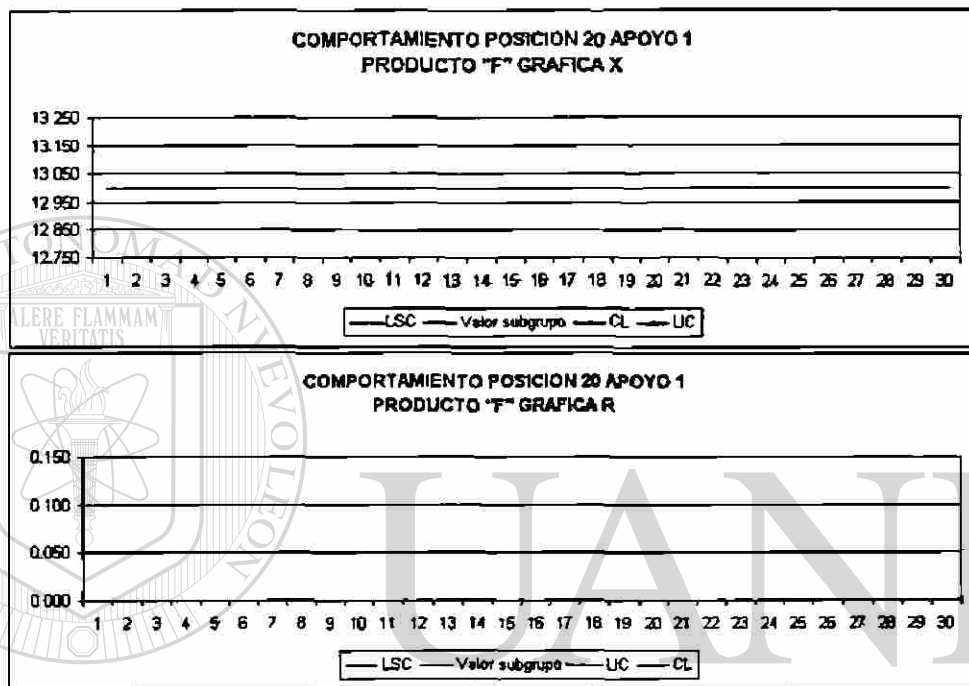 COMPORTAMIENTO POSICION 20 APOYO 1
PRODUCTO "F" GRAFICA X
13.250
13.150
13.050
12.950
12.850
12.750
1 2 3 4 5 6 7 8 9 10 11 12 13 14 15 16 17 18 19 20 21 22 23 24 25 26 27 28 29 30
LSC Valor subgrupo CL LIC
COMPORTAMIENTO POSICION 20 APOYO 1
PRODUCTO "F" GRAFICA R
0.150
0.100
0.050
0.000
1 2 3 4 5 6 7 8 9 10 11 12 13 14 15 16 17 18 19 20 21 22 23 24 25 26 27 28 29 30
LSC Valor subgrupo LIC CL
ALERE FLAMMAM
VERITATIS
UANL